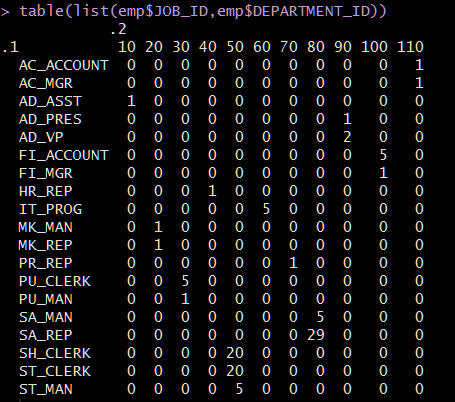 > table(list(emp$JOB_ID,emp$DEPARTMENT_ID))
            .2
.1           10 20 30 40 50 60 70 80 90 100 110
  AC_ACCOUNT  0  0  0  0  0  0  0  0  0   0   1
  AC_MGR      0  0  0  0  0  0  0  0  0   0   1
  AD_ASST     1  0  0  0  0  0  0  0  0   0   0
  AD_PRES     0  0  0  0  0  0  0  0  1   0   0
  AD_VP       0  0  0  0  0  0  0  0  2   0   0
  FI_ACCOUNT  0  0  0  0  0  0  0  0  0   5   0
  FI_MGR      0  0  0  0  0  0  0  0  0   1   0
  HR_REP      0  0  0  1  0  0  0  0  0   0   0
  IT_PROG     0  0  0  0  0  5  0  0  0   0   0
  MK_MAN      0  1  0  0  0  0  0  0  0   0   0
  MK_REP      0  1  0  0  0  0  0  0  0   0   0
  PR_REP      0  0  0  0  0  0  1  0  0   0   0
  PU_CLERK    0  0  5  0  0  0  0  0  0   0   0
  PU_MAN      0  0  1  0  0  0  0  0  0   0   0
  SA_MAN      0  0  0  0  0  0  0  5  0   0   0
  SA_REP      0  0  0  0  0  0  0 29  0   0   0
  SH_CLERK    0  0  0  0 20  0  0  0  0   0   0
  ST_CLERK    0  0  0  0 20  0  0  0  0   0   0
  ST_MAN      0  0  0  0  5  0  0  0  0   0   0